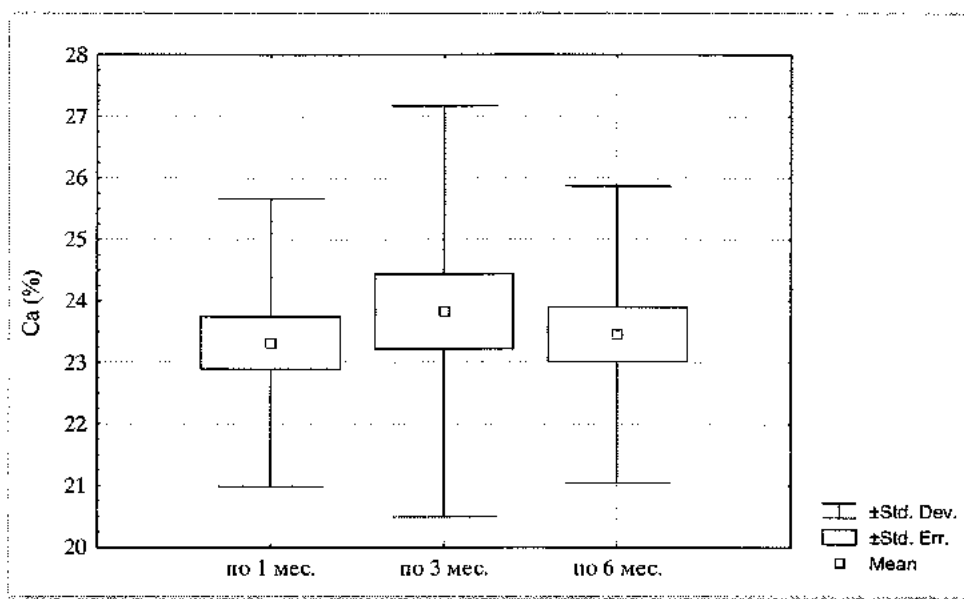 28
27
26
25
24
23
22
21
20
Ca (%)
по 1 мес.
по 3 мес.
по 6 мес.
±Std. Dev.
±Std. Err.
Mean